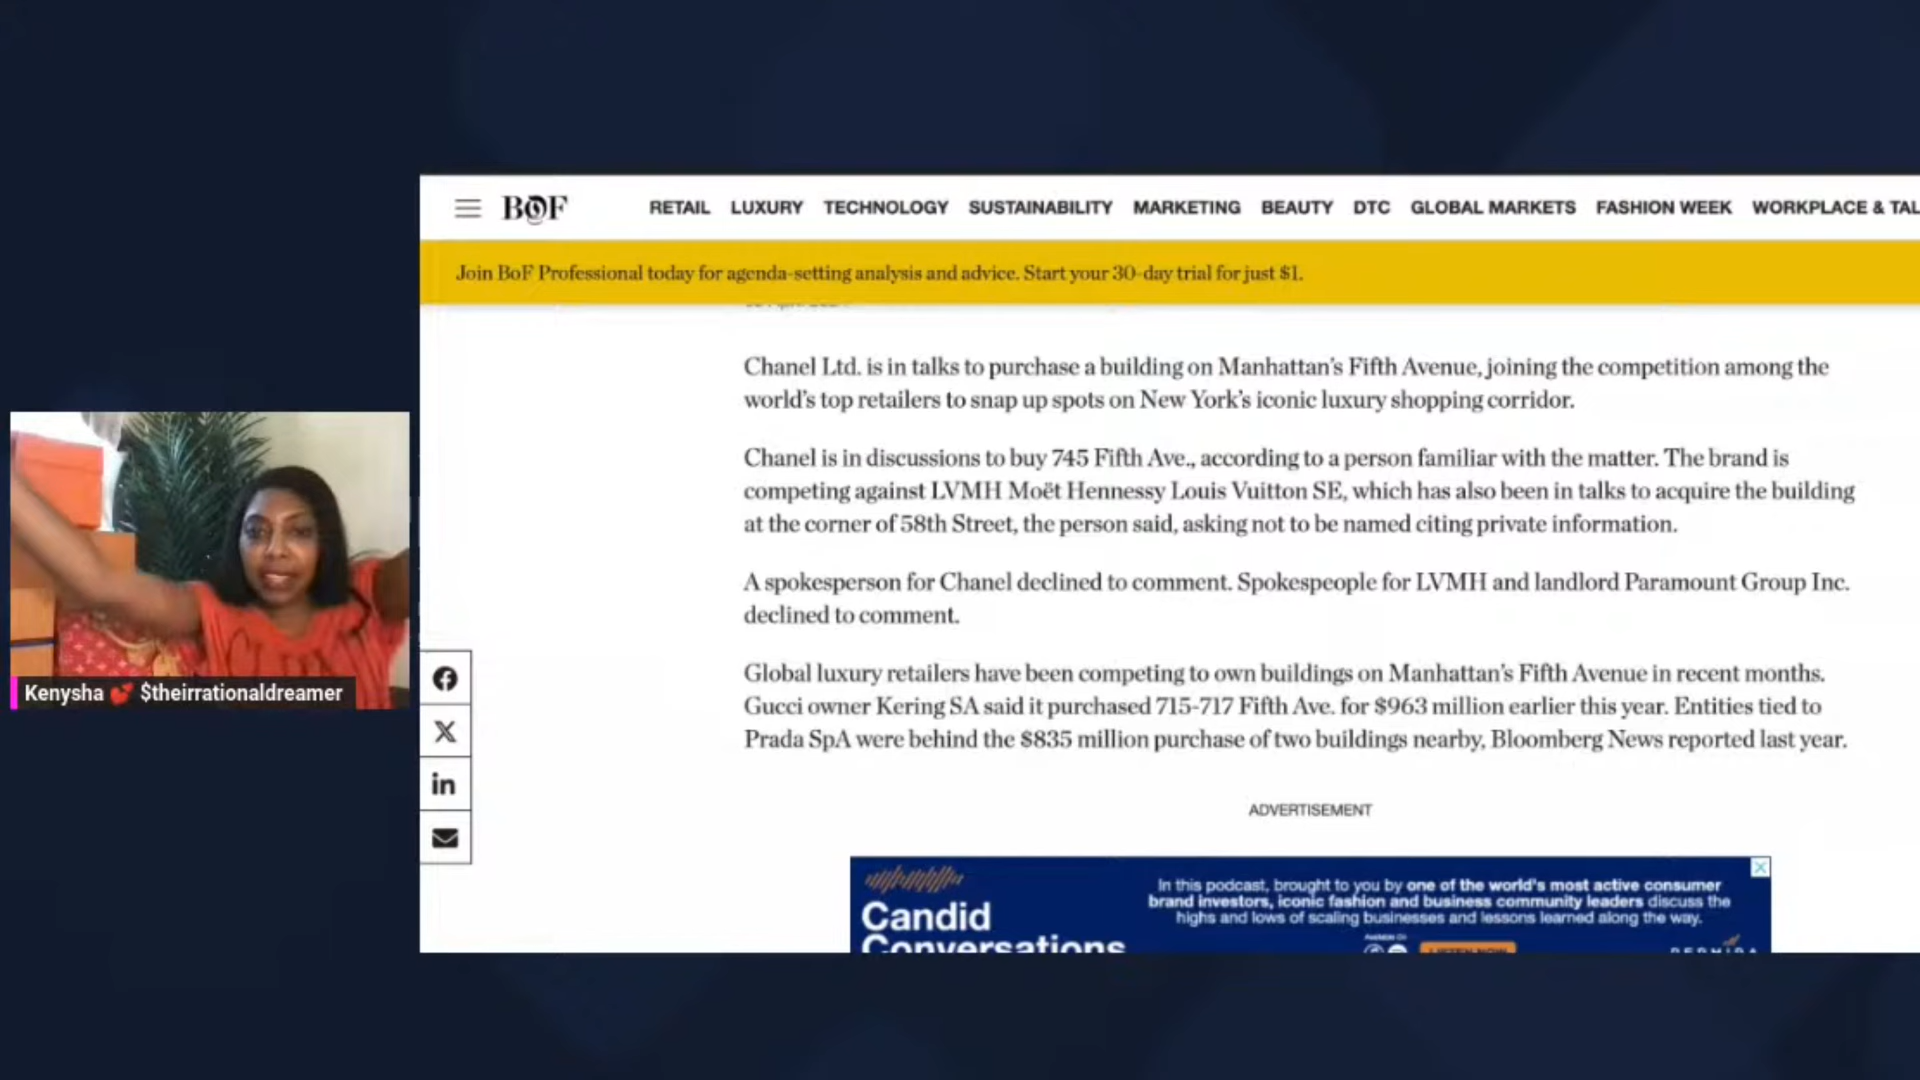 BOF
RETAIL LUXURY TECHNOLOGY SUSTAINABILITY MARKETING BEAUTY DTC GLOBAL MARKETS FASHION WEEK WORKPLACE & TAL
Join BoF Professional today for agenda-setting analysis and advice. Start your 30-day trial for just $1.
Chanel Ltd. is in talks to purchase a building on Manhattan's Fifth Avenue, joining the competition among the
world's top retailers to snap up spots on New York's iconic luxury shopping corridor.
Chanel is in discussions to buy 745 Fifth Ave., according to a person familiar with the matter. The brand is
competing against LVMH Moët Hennessy Louis Vuitton SE, which has also been in talks to acquire the building
at the corner of 58th Street, the person said, asking not to be named citing private information.
A spokesperson for Chanel declined to comment. Spokespeople for LVMH and landlord Paramount Group Inc.
declined to comment.
Global luxury retailers have been competing to own buildings on Manhattan's Fifth Avenue in recent months.
Gucci owner Kering SA said it purchased 715-717 Fifth Ave. for $963 million earlier this year. Entities tied to
Prada SpA were behind the $835 million purchase of two buildings nearby, Bloomberg News reported last year.
ADVERTISEMENT
Candid
Conversations
In this podcast, brought to you by one of the world's most active consumer
brand investors, iconic fashion and business community leaders discuss the
highs and lows of scaling businesses and lessons learned along the way.
Kenysha 💕 $theirrationaldreamer